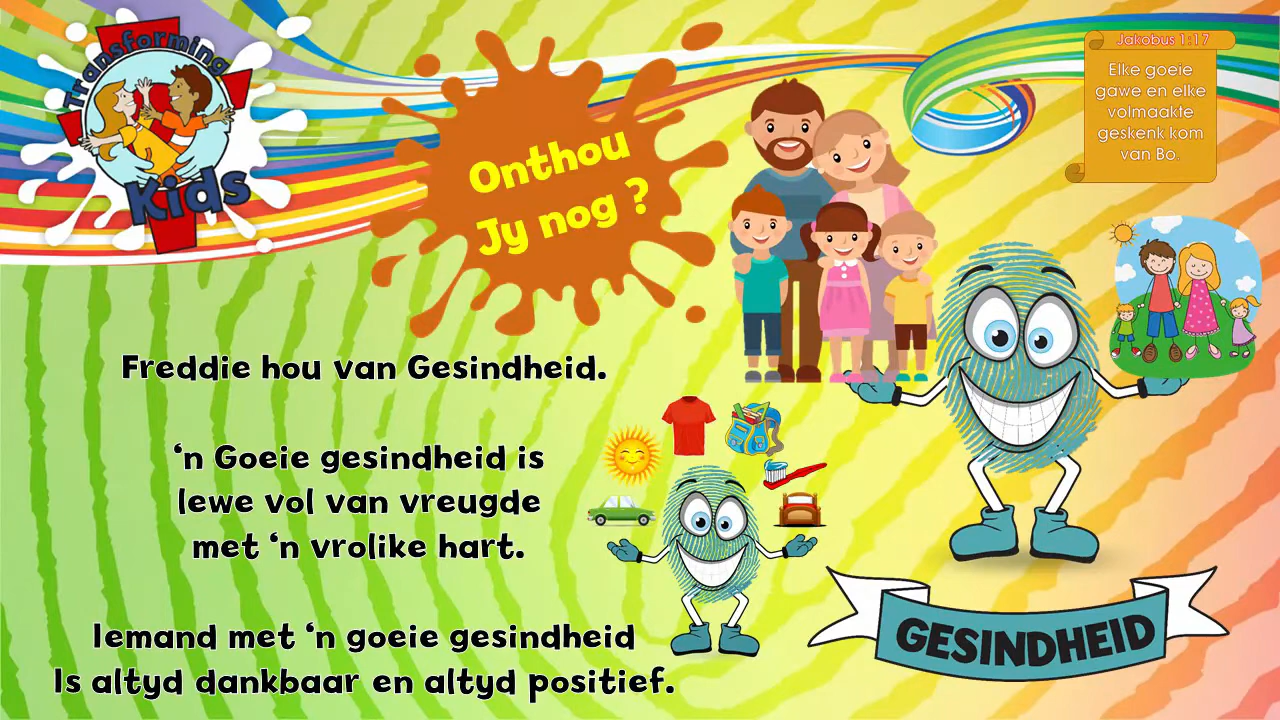 Transforming
Kids
Onthou
Jy nog ?
Jakobus 1:17
Elke goeie
gawe en elke
volmaakte
geskenk kom
van Bo.
Freddie hou van Gesindheid.
‘n Goeie gesindheid is
lewe vol van vreugde
met ‘n vrolike hart.
Iemand met ‘n goeie gesindheid
Is altyd dankbaar en altyd positief.
GESINDHEID